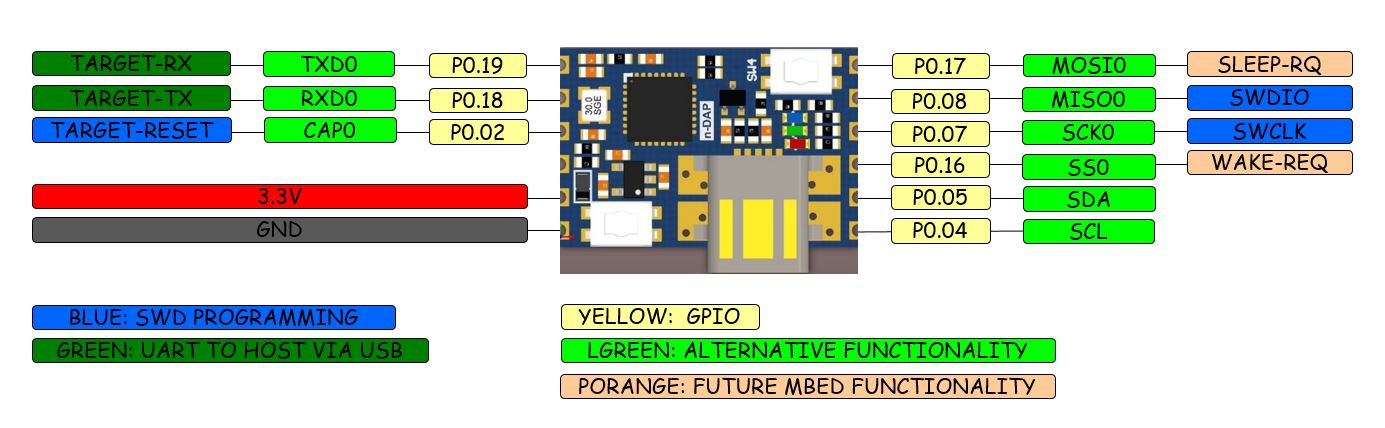 TARGET-RX TXD0 P0.19
TARGET-TX RXD0 P0.18
TARGET-RESET CAP0 P0.02
3.3V
GND
SW4
30.0
SGE
n-DAP
P0.17 MOSI0 SLEEP-RQ
P0.08 MISO0 SWDIO
P0.07 SCK0 SWCLK
P0.16 SS0 WAKE-REQ
P0.05 SDA
P0.04 SCL
BLUE: SWD PROGRAMMING
GREEN: UART TO HOST VIA USB
YELLOW: GPIO
LGREEN: ALTERNATIVE FUNCTIONALITY
PORANGE: FUTURE MBED FUNCTIONALITY